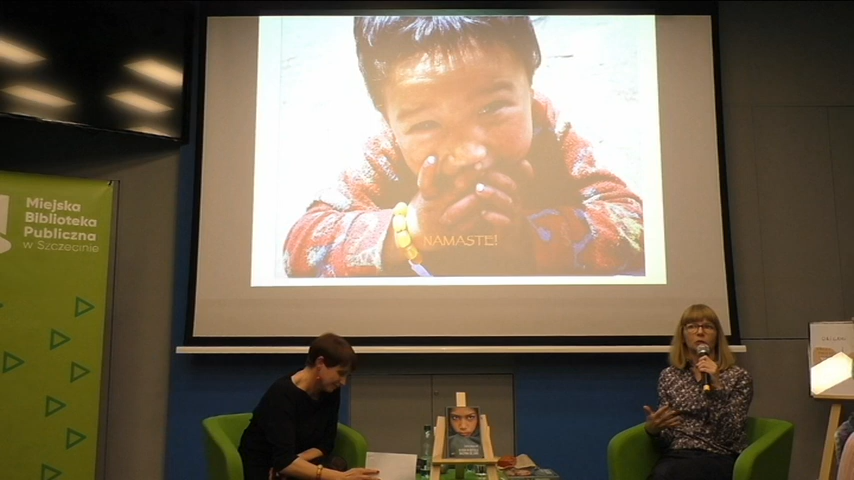 Miejska
Biblioteka
Publiczna
w Szczecinie
NAMASTE!